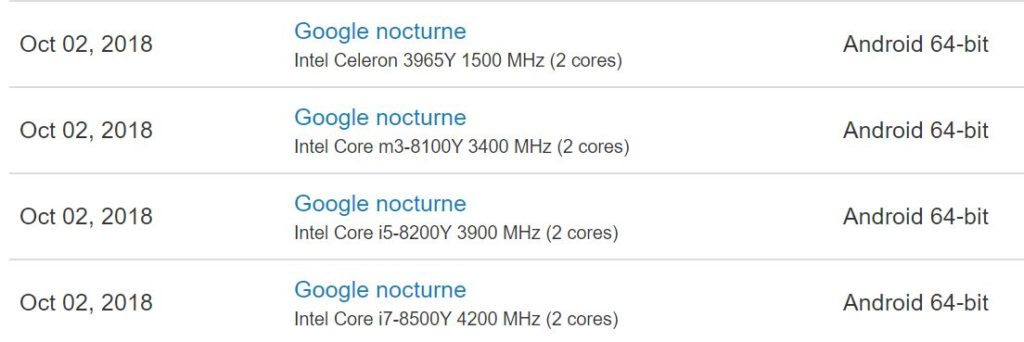 Oct 02, 2018 Google nocturne Android 64-bit
Intel Celeron 3965Y 1500 MHz (2 cores)
Oct 02, 2018 Google nocturne Android 64-bit
Intel Core m3-8100Y 3400 MHz (2 cores)
Oct 02, 2018 Google nocturne Android 64-bit
Intel Core i5-8200Y 3900 MHz (2 cores)
Oct 02, 2018 Google nocturne Android 64-bit
Intel Core i7-8500Y 4200 MHz (2 cores)